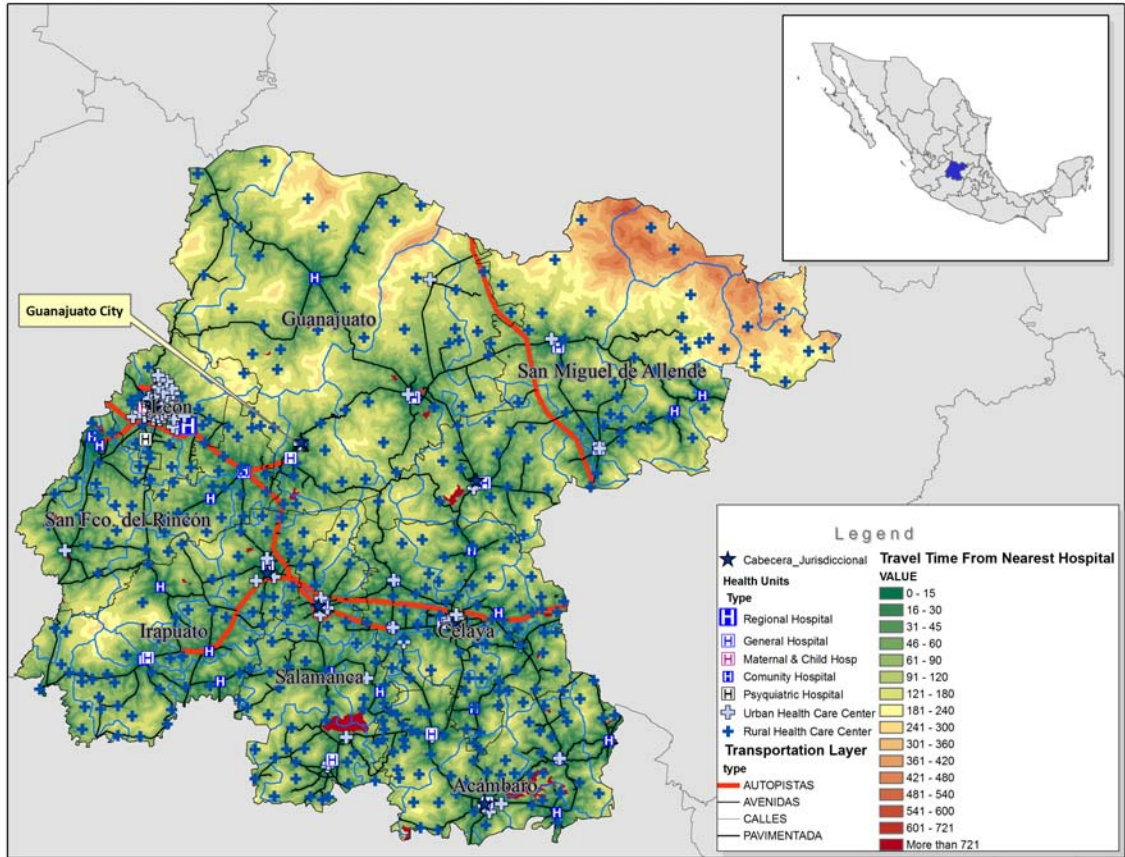 Guanajuato City
Guanajuato
San Miguel de Allende
León
San Fco. del Rincón
Irapuato
Celaya
Salamanca
Acámbaro
Legend
Cabecera_Jurisdiccional
Health Units
Type
Regional Hospital
General Hospital
Maternal & Child Hosp
Comunity Hospital
Psyquiatric Hospital
Urban Health Care Center
Rural Health Care Center
Transportation Layer
type
AUTOPISTAS
AVENIDAS
CALLES
PAVIMENTADA
Travel Time From Nearest Hospital
VALUE
0 - 15
16 - 30
31 - 45
46 - 60
61 - 90
91 - 120
121 - 180
181 - 240
241 - 300
301 - 360
361 - 420
421 - 480
481 - 540
541 - 600
601 - 721
More than 721